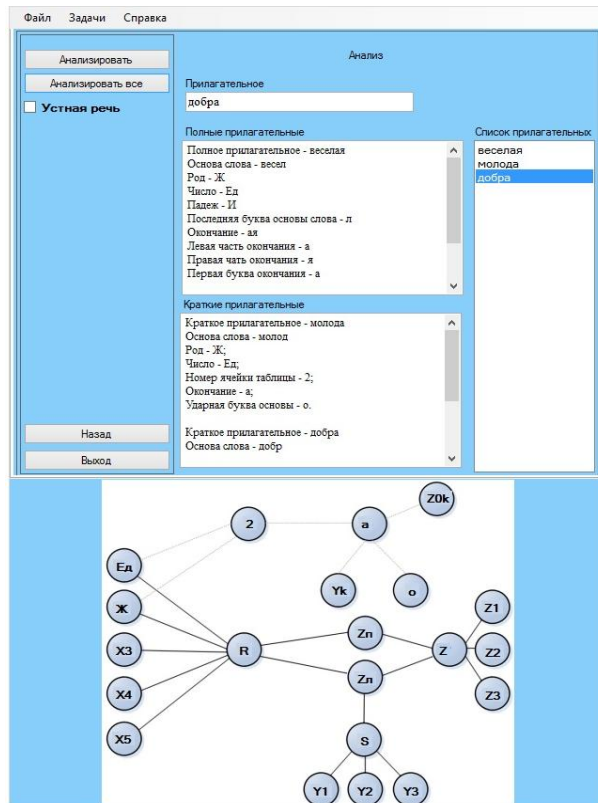 Файл Задачи Справка
Анализировать
Анализировать все
Устная речь
Назад
Выход
Анализ
Прилагательное
добра
Полные прилагательные
Полное прилагательное - веселая
Основа слова - весел
Род - Ж
Число - Ед
Падеж - И
Последняя буква основы слова - л
Окончание - ая
Левая часть окончания - а
Правая чать окончания - я
Первая буква окончания - а
Краткие прилагательные
Краткое прилагательное - молода
Основа слова - молод
Род - Ж;
Число - Ед;
Номер ячейки таблицы - 2;
Окончание - а;
Ударная буква основы - о.
Краткое прилагательное - добра
Основа слова - добр
Список прилагательных
веселая
молода
добра
Z0k
2
а
Ед
Yk
о
Ж
Z1
Zп
X3
R
Z
Z2
Zл
X4
Z3
X5
S
Y1
Y2
Y3